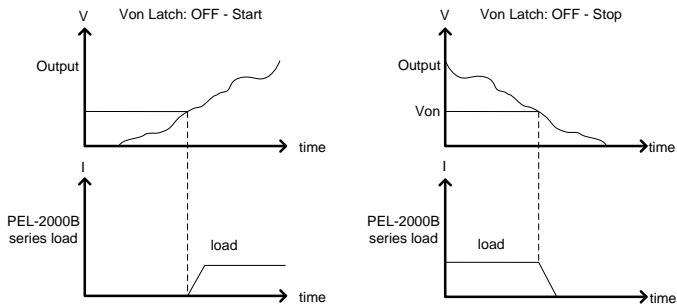 Von Latch: OFF - Start
V
Output
time
I
PEL-2000B
series load
load
time
Von Latch: OFF - Stop
V
Output
Von
time
I
PEL-2000B
series load
load
time